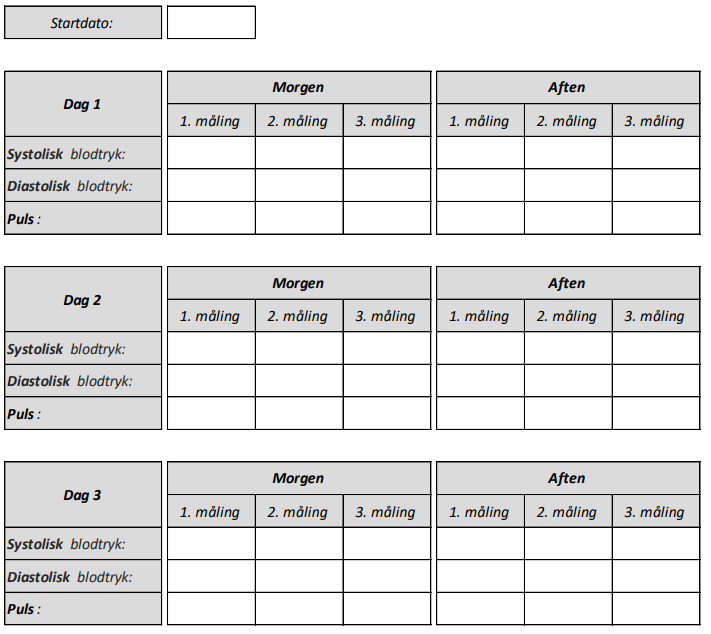 Startdato:
Morgen Aften
Dag 1
1. måling 2. måling 3. måling 1. måling 2. måling 3. måling
Systolisk blodtryk:
Diastolisk blodtryk:
Puls :
Morgen Aften
Dag 2
1. måling 2. måling 3. måling 1. måling 2. måling 3. måling
Systolisk blodtryk:
Diastolisk blodtryk:
Puls :
Morgen Aften
Dag 3
1. måling 2. måling 3. måling 1. måling 2. måling 3. måling
Systolisk blodtryk:
Diastolisk blodtryk:
Puls :